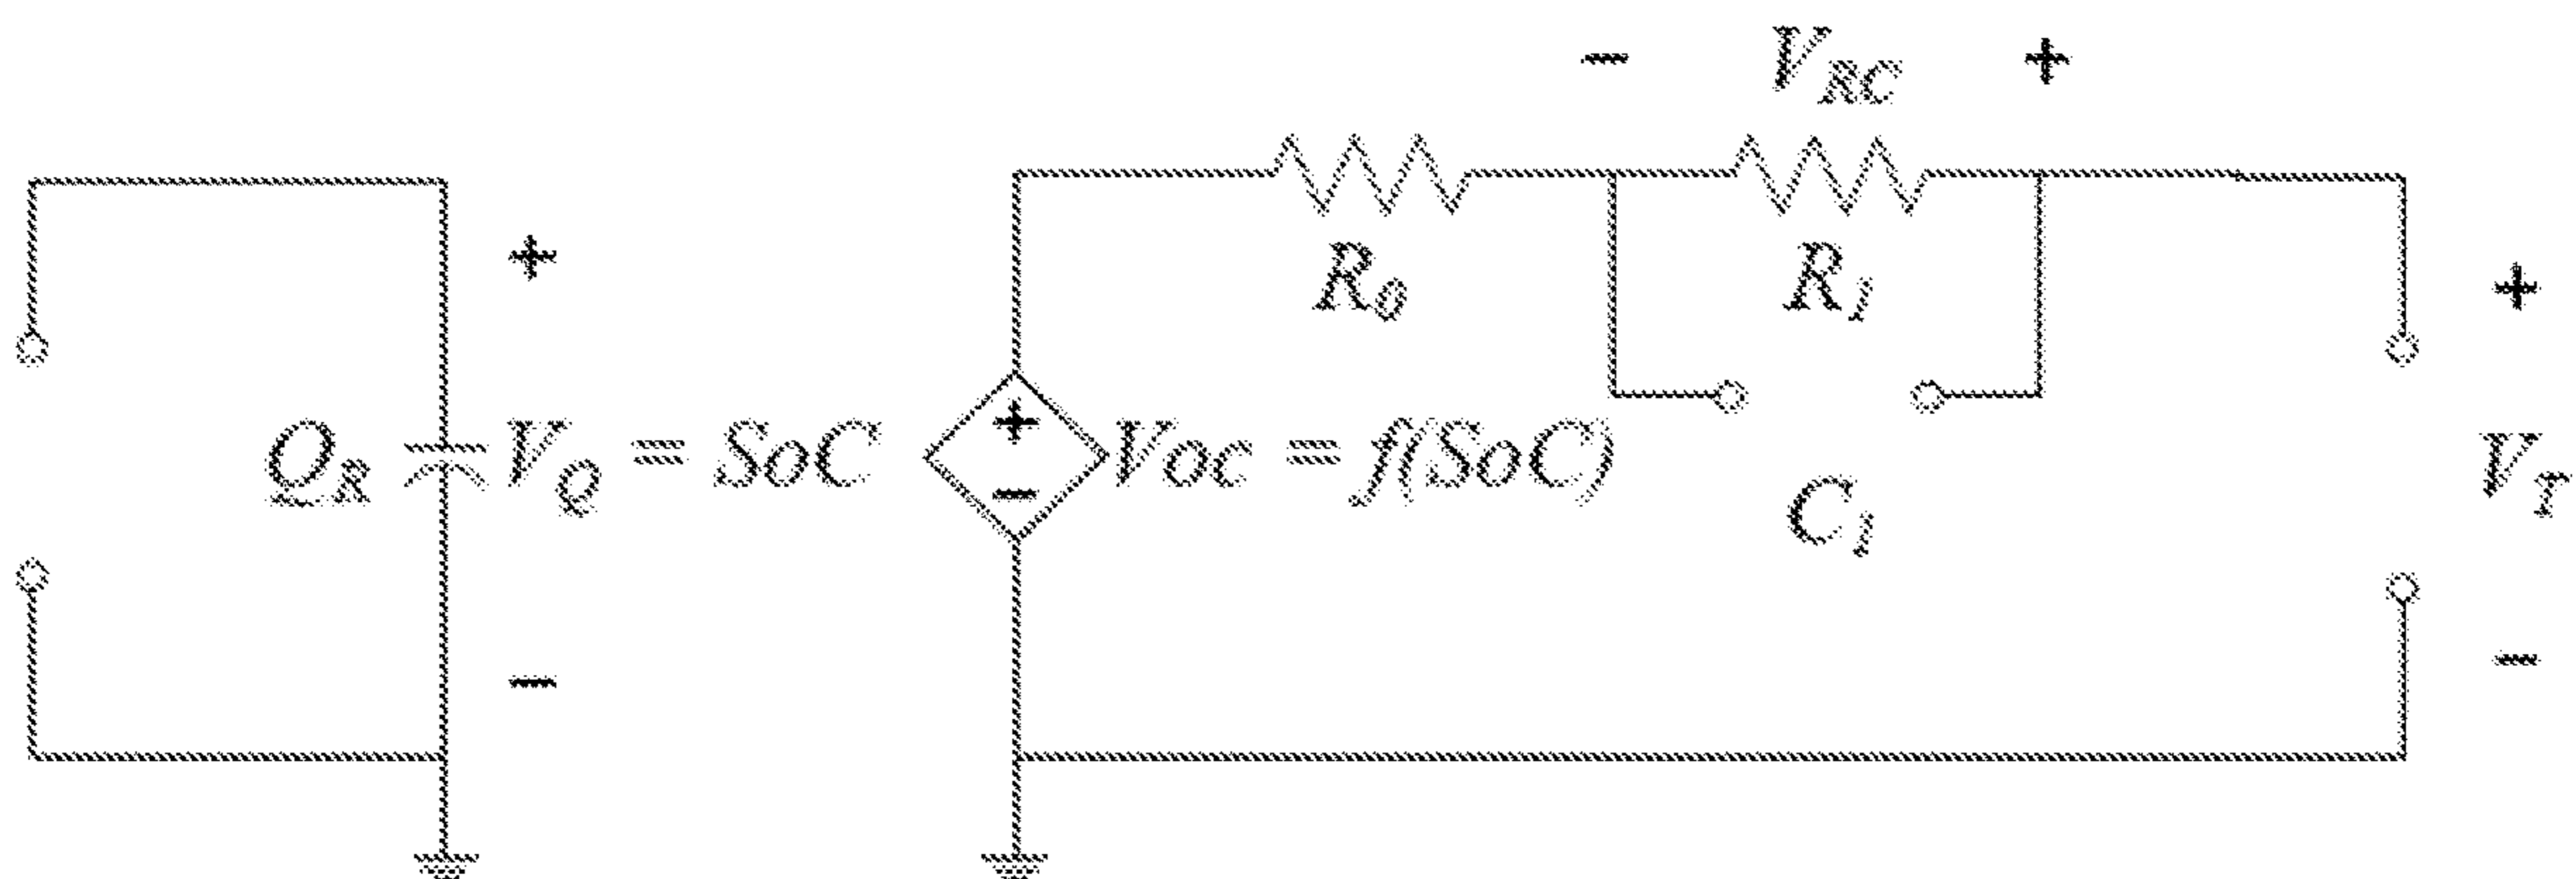 − V_RC +
R_0 R_1
+ +
Q_R V_Q = SoC + − Voc = f(SoC) V_T
C_1
− −